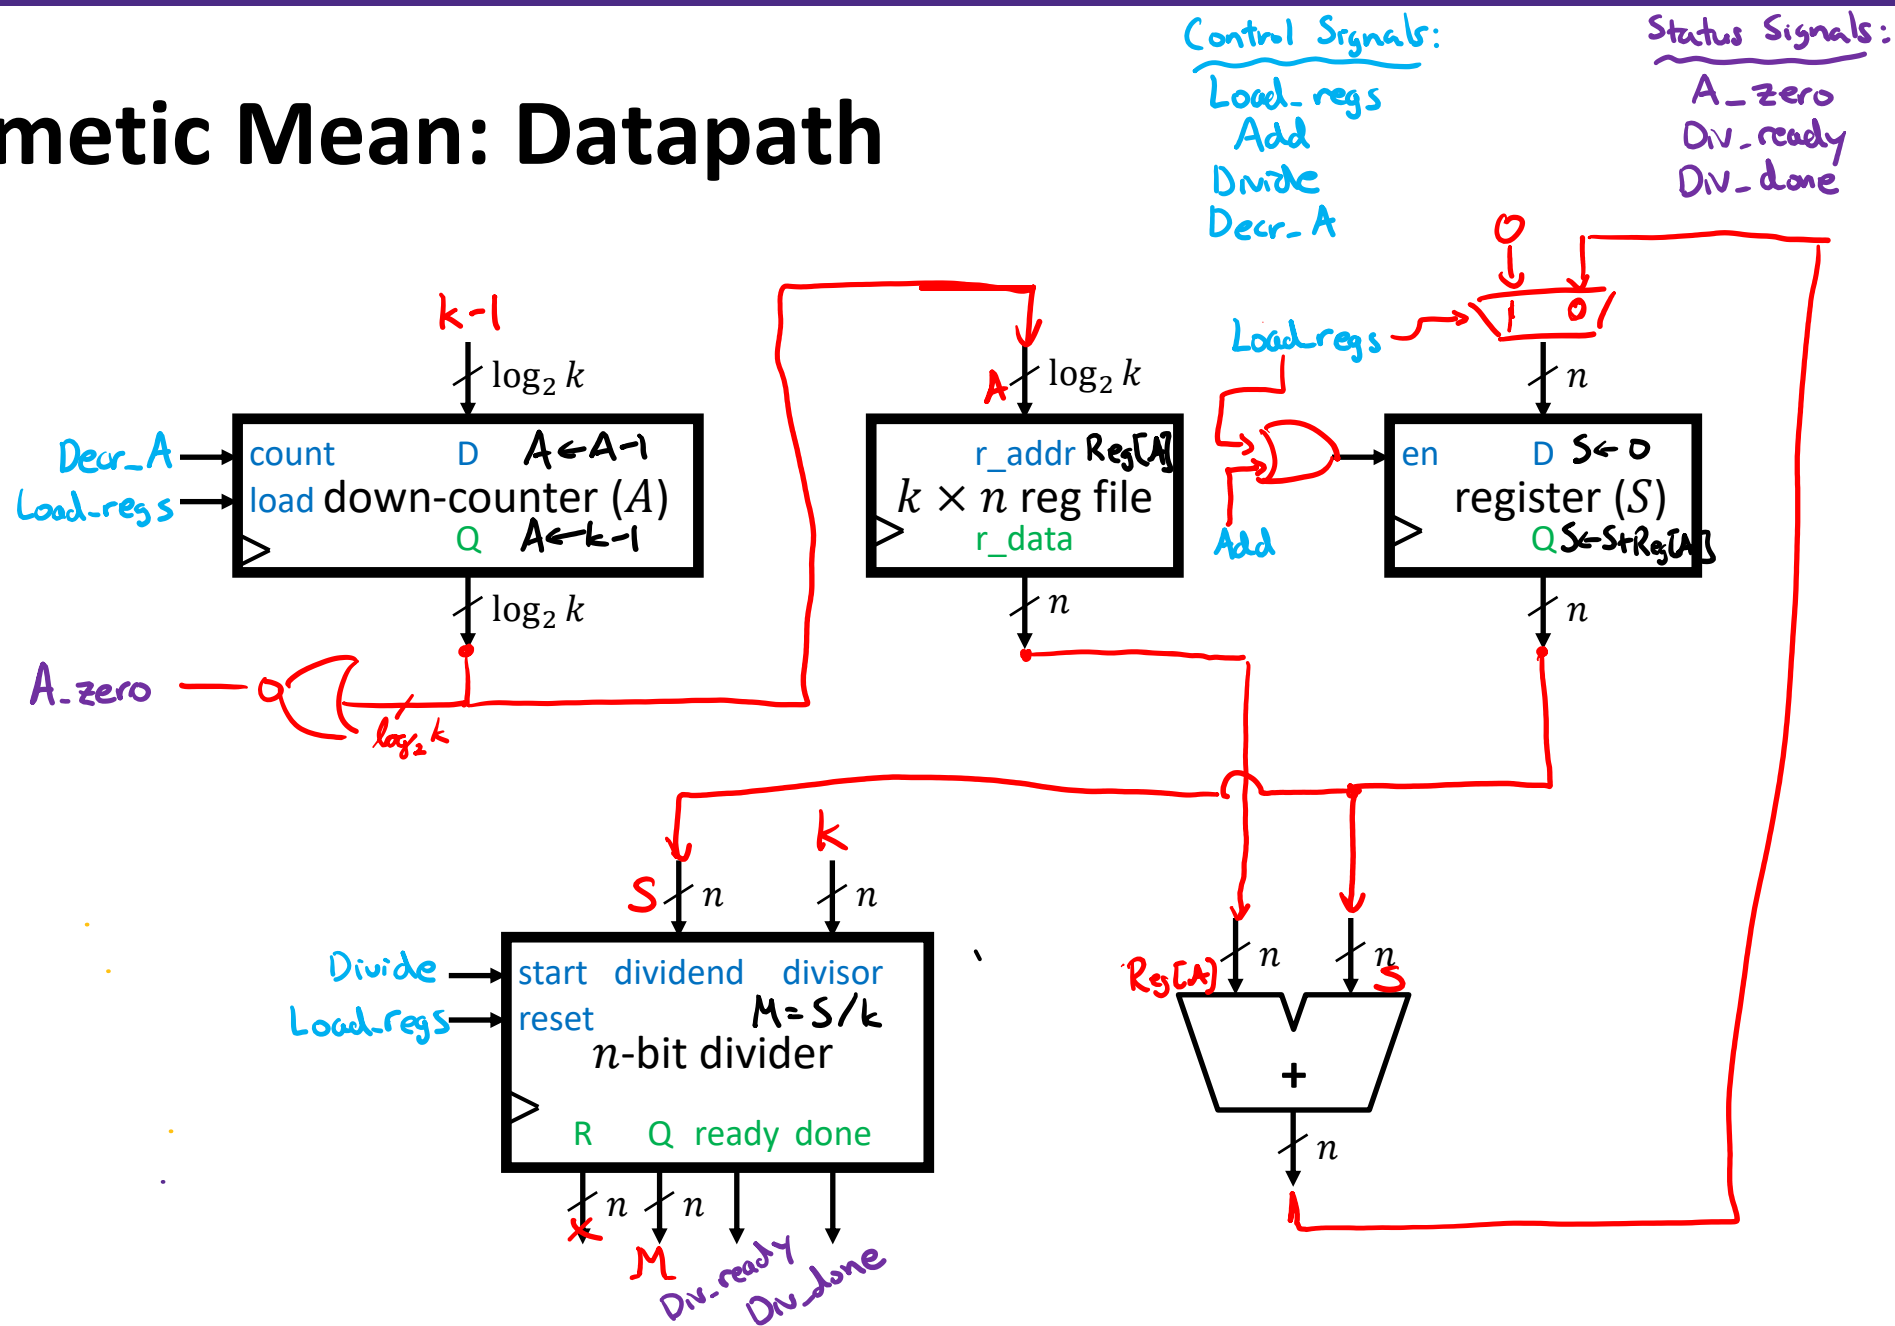 Control Signals:
Load_regs
Add
Divide
Decr_A
Status Signals:
A_zero
Div_ready
Div_done
metic Mean: Datapath
k-1
log₂ k
Decr_A
Load_regs
count D A←A-1
load down-counter (A)
Q A←k-1
log₂ k
A_zero
log₂ k
A
log₂ k
r_addr Reg[A]
k × n reg file
r_data
n
0
1 0
Load_regs
n
Add
en D S←0
register (S)
Q S←S+Reg[A]
n
S
n
k
n
Divide
Load_regs
start dividend divisor
reset M=S/k
n-bit divider
R Q ready done
n
n
x
M
Div_ready
Div_done
Reg[A]
n
n
S
+
n